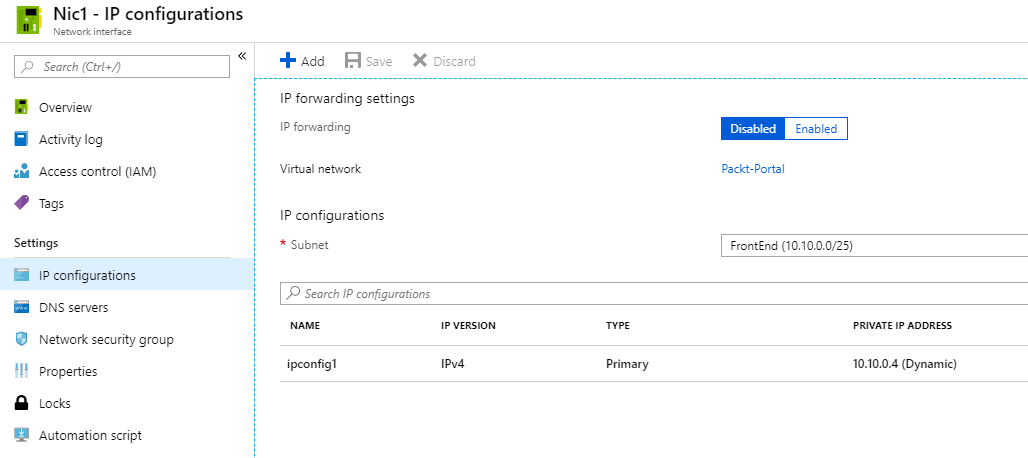 Nic1 - IP configurations
Network interface
Search (Ctrl+/)
«
Overview
Activity log
Access control (IAM)
Tags
Settings
IP configurations
DNS servers
Network security group
Properties
Locks
Automation script
Add Save Discard
IP forwarding settings
IP forwarding Disabled Enabled
Virtual network Packt-Portal
IP configurations
* Subnet FrontEnd (10.10.0.0/25)
Search IP configurations
NAME IP VERSION TYPE PRIVATE IP ADDRESS
ipconfig1 IPv4 Primary 10.10.0.4 (Dynamic)